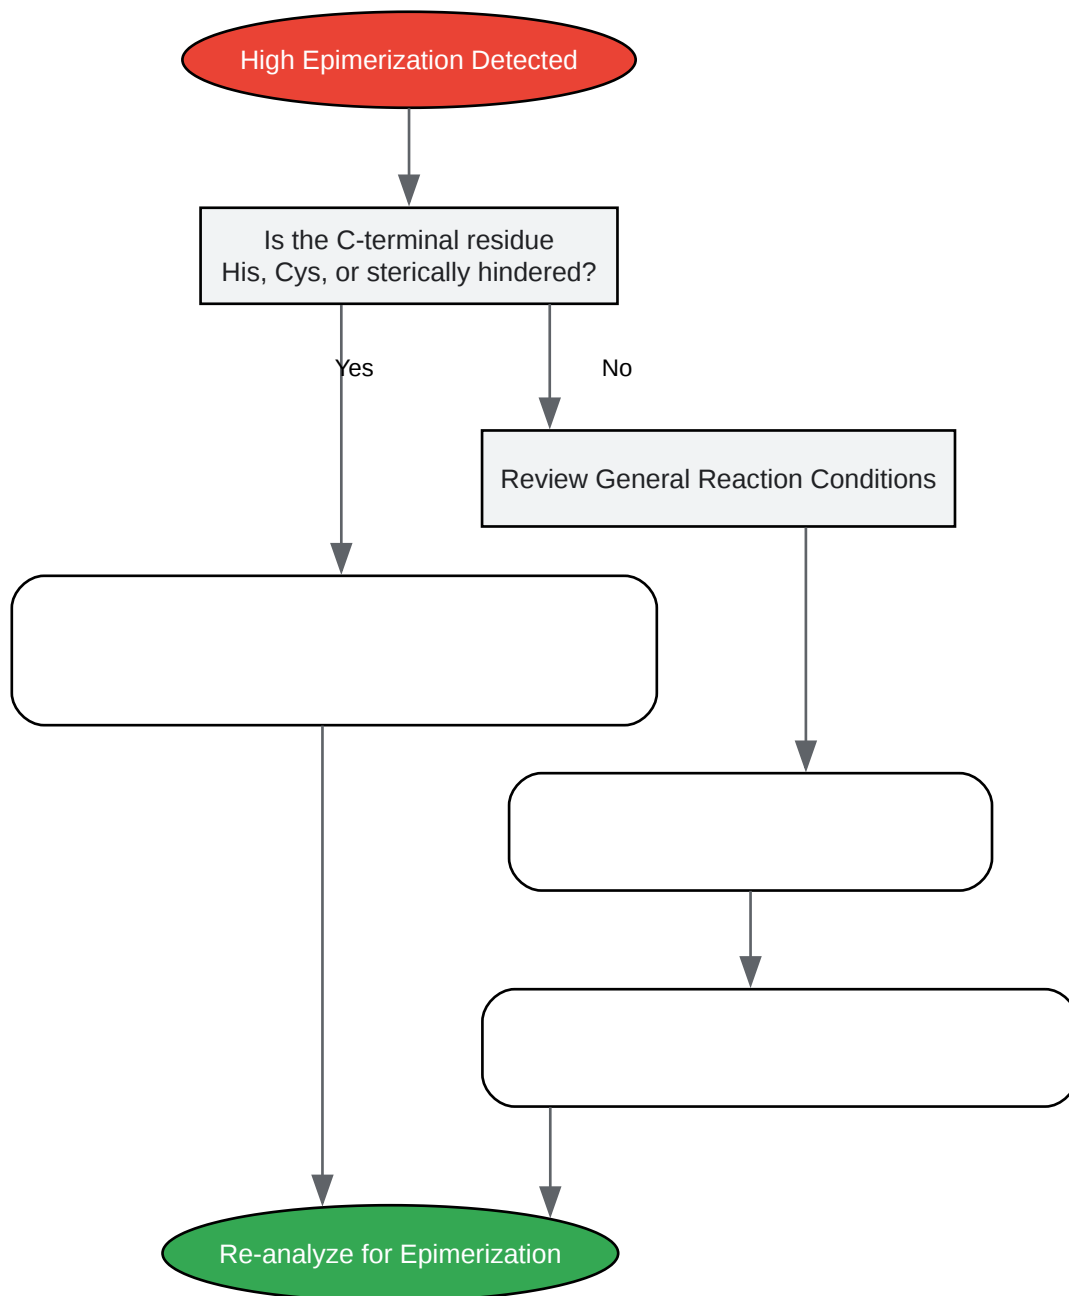 High Epimerization Detected
Is the C-terminal residue
His, Cys, or sterically hindered?
Yes
No
Review General Reaction Conditions
Re-analyze for Epimerization